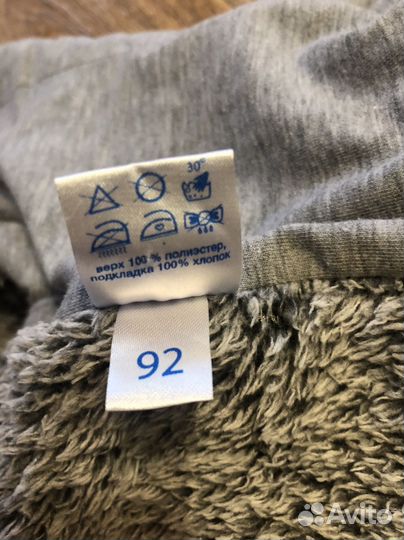 30°
верх 100 % полиэстер,
подкладка 100% хлопок
92
Avito